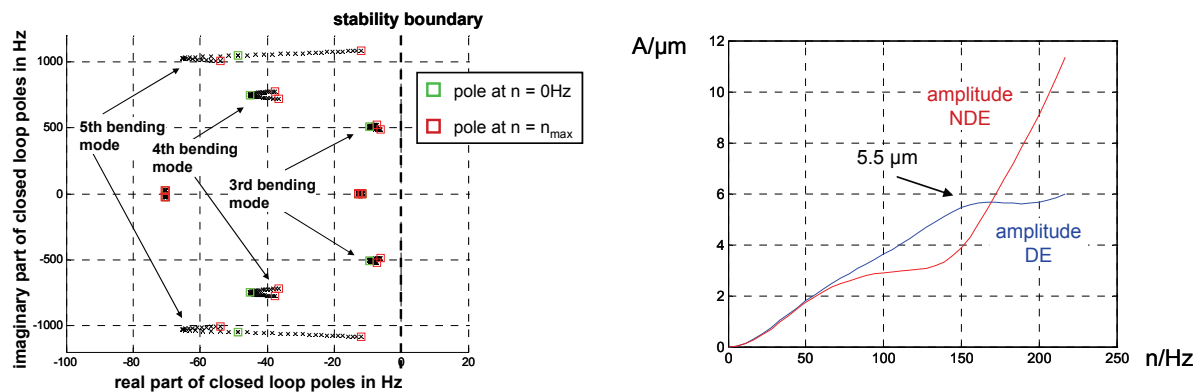 stability boundary
imaginary part of closed loop poles in Hz
1000
500
0
-500
-1000
5th bending
mode
4th bending
mode
3rd bending
mode
-100
-80
-60
-40
-20
0
20
real part of closed loop poles in Hz
pole at n = 0Hz
pole at n = nmax
A/µm
12
10
8
6
4
2
0
amplitude
NDE
5.5 µm
amplitude
DE
0
50
100
150
200
250
n/Hz